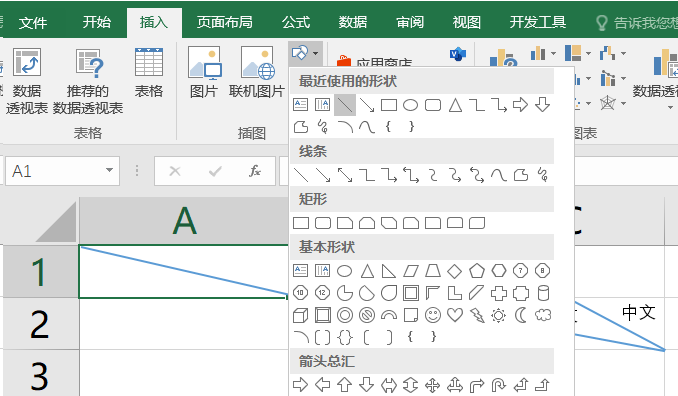 文件 开始 插入 页面布局 公式 数据 审阅 视图 开发工具 告诉我您想
数据透视表
推荐的数据透视表
表格
图片
联机图片
应用商店
数据透视
表格
插图
图表
A1
fx
最近使用的形状
线条
矩形
基本形状
箭头总汇
A
C
1
2
中文
3